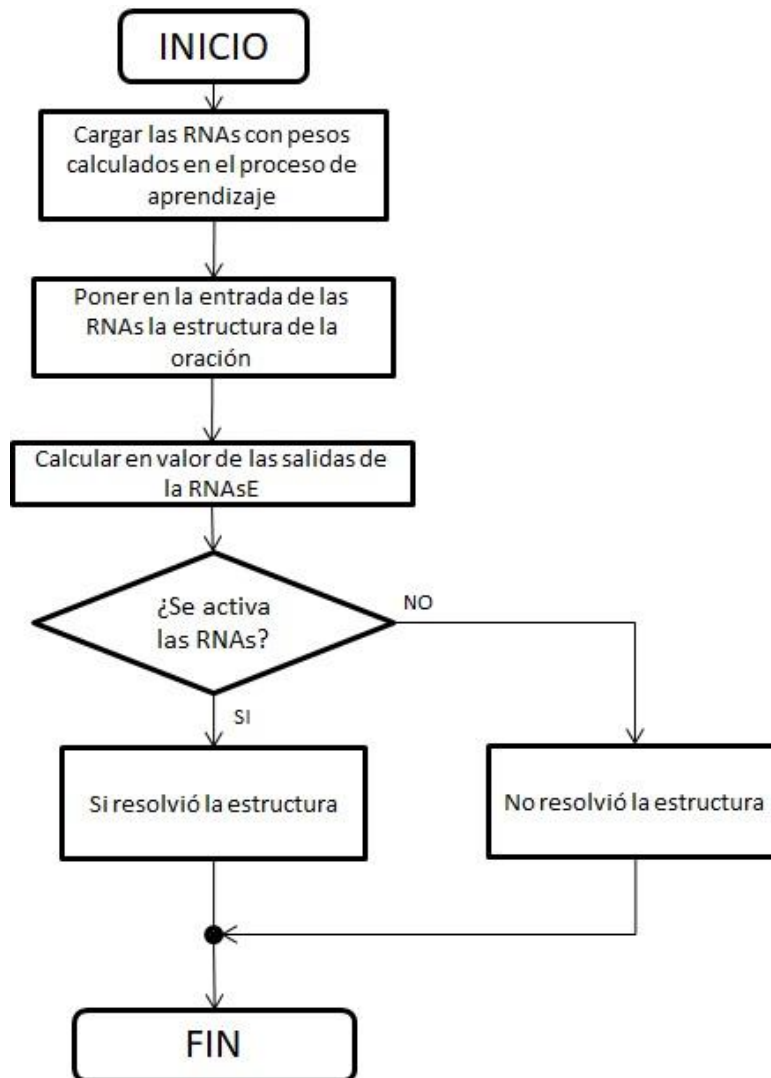 INICIO
Cargar las RNAs con pesos
calculados en el proceso de
aprendizaje
Poner en la entrada de las
RNAs la estructura de la
oración
Calcular en valor de las salidas de
la RNAsE
¿Se activa
las RNAs?
NO
SI
Si resolvió la estructura
No resolvió la estructura
FIN